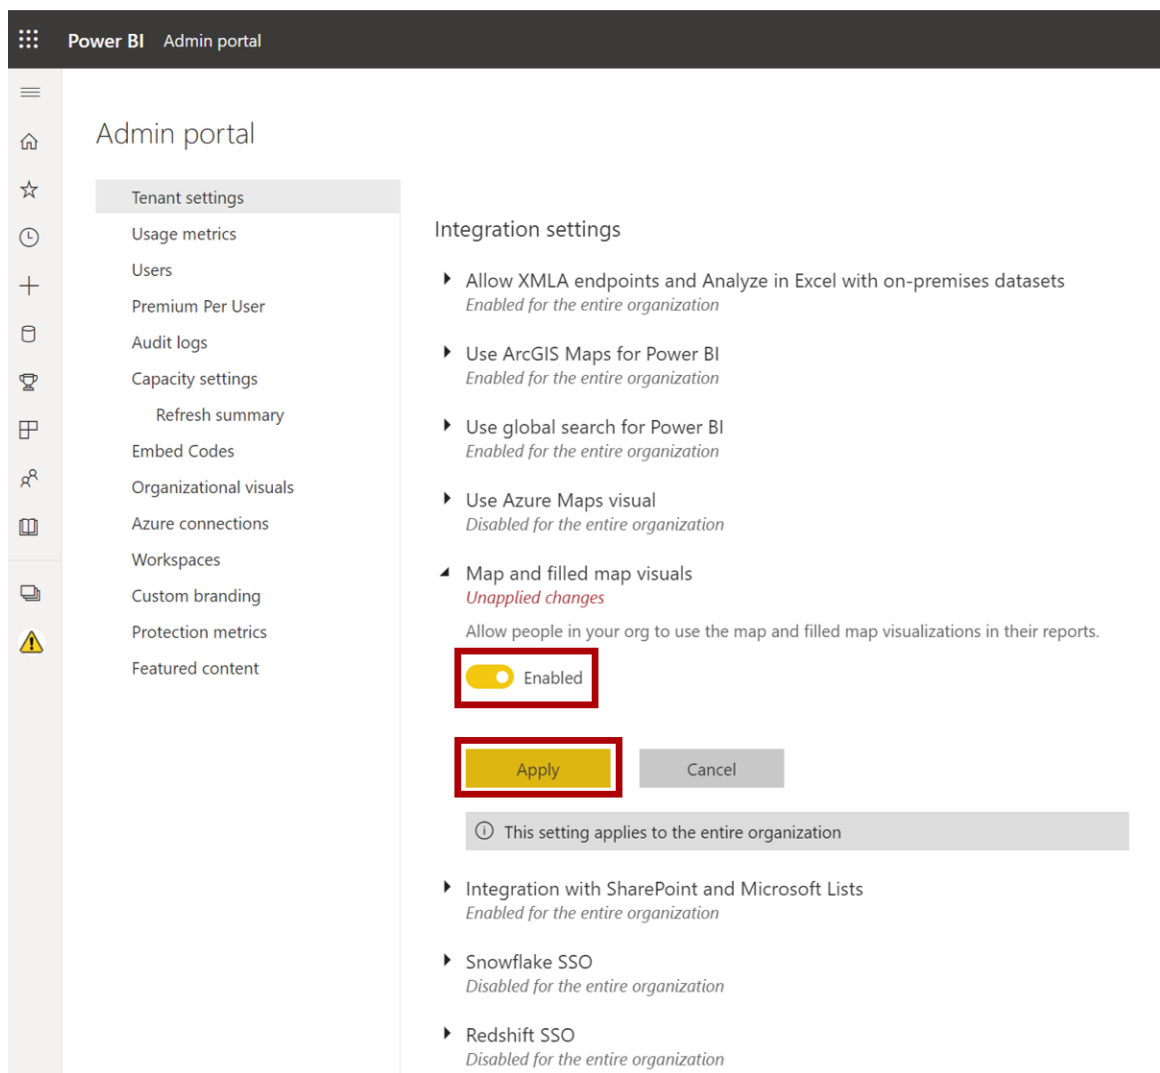 Power BI Admin portal
Admin portal
Tenant settings
Usage metrics
Users
Premium Per User
Audit logs
Capacity settings
Refresh summary
Embed Codes
Organizational visuals
Azure connections
Workspaces
Custom branding
Protection metrics
Featured content
Integration settings
Allow XMLA endpoints and Analyze in Excel with on-premises datasets
Enabled for the entire organization
Use ArcGIS Maps for Power BI
Enabled for the entire organization
Use global search for Power BI
Enabled for the entire organization
Use Azure Maps visual
Disabled for the entire organization
Map and filled map visuals
Unapplied changes
Allow people in your org to use the map and filled map visualizations in their reports.
Enabled
Apply Cancel
This setting applies to the entire organization
Integration with SharePoint and Microsoft Lists
Enabled for the entire organization
Snowflake SSO
Disabled for the entire organization
Redshift SSO
Disabled for the entire organization